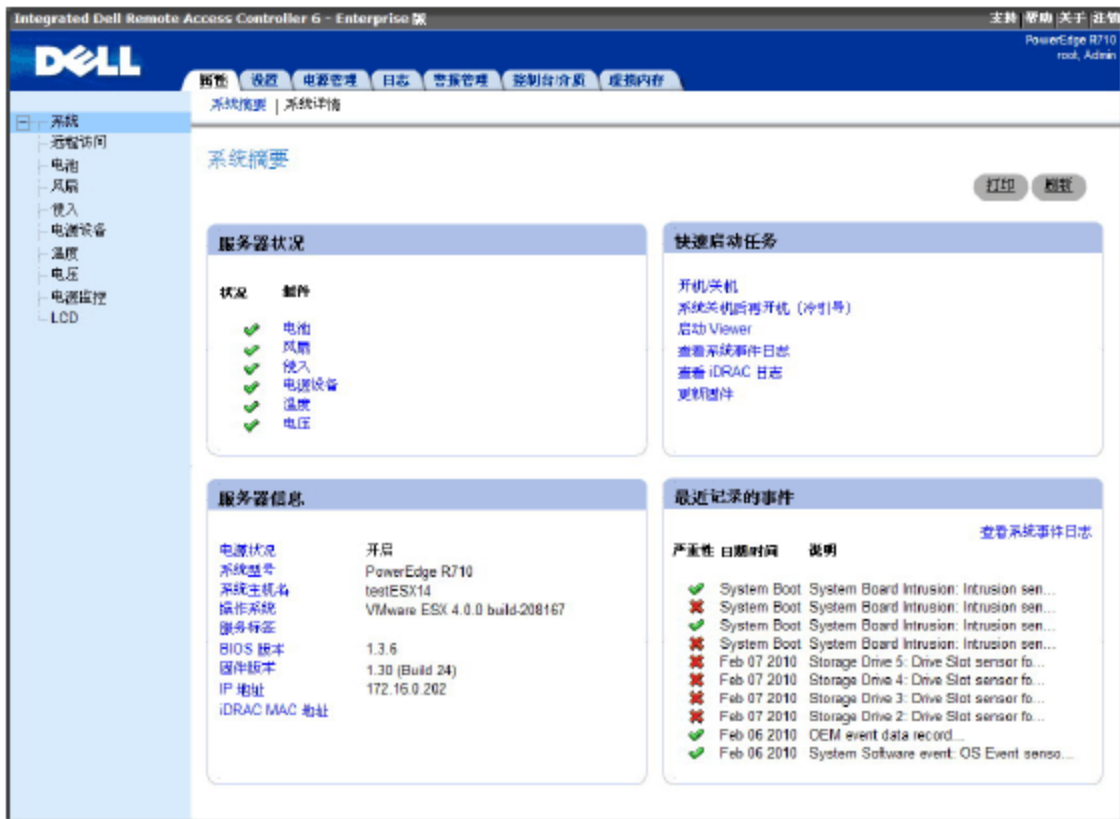 Integrated Dell Remote Access Controller 6 - Enterprise 版
支持 | 帮助 | 关于 | 注销
DELL
PowerEdge R710
root, Admin
属性 设置 电源管理 日志 警报管理 控制台/介质 虚拟内存
系统摘要 | 系统详情
系统
远程访问
电池
风扇
侵入
电源设备
温度
电压
电源监控
LCD
系统摘要
打印 刷新
服务器状况
状况 组件
电池
风扇
侵入
电源设备
温度
电压
快速启动任务
开机/关机
系统关机后再开机（冷引导）
启动 Viewer
查看系统事件日志
查看 iDRAC 日志
更新固件
服务器信息
电源状况 开启
系统型号 PowerEdge R710
系统主机名 testESX14
操作系统 VMware ESX 4.0.0 build-208167
服务标签
BIOS 版本 1.3.6
固件版本 1.30 (Build 24)
IP 地址 172.16.0.202
iDRAC MAC 地址
最近记录的事件
查看系统事件日志
严重性 日期/时间 说明
System Boot System Board Intrusion: Intrusion sen...
System Boot System Board Intrusion: Intrusion sen...
System Boot System Board Intrusion: Intrusion sen...
System Boot System Board Intrusion: Intrusion sen...
Feb 07 2010 Storage Drive 5: Drive Slot sensor fo...
Feb 07 2010 Storage Drive 4: Drive Slot sensor fo...
Feb 07 2010 Storage Drive 3: Drive Slot sensor fo...
Feb 07 2010 Storage Drive 2: Drive Slot sensor fo...
Feb 06 2010 OEM event data record...
Feb 06 2010 System Software event: OS Event senso...